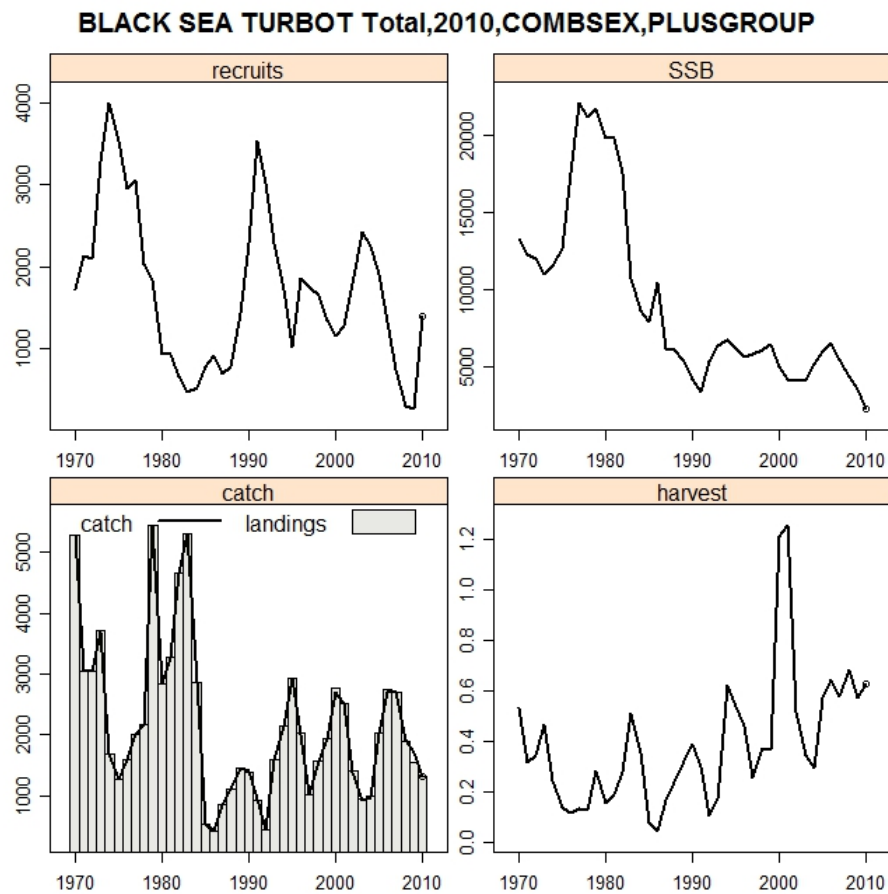 BLACK SEA TURBOT Total,2010,COMBSEX,PLUSGROUP
recruits
4000
3000
2000
1000
1970 1980 1990 2000 2010
SSB
20000
15000
10000
5000
1970 1980 1990 2000 2010
catch
catch landings
5000
4000
3000
2000
1000
1970 1980 1990 2000 2010
harvest
1.2
1.0
0.8
0.6
0.4
0.2
0.0
1970 1980 1990 2000 2010